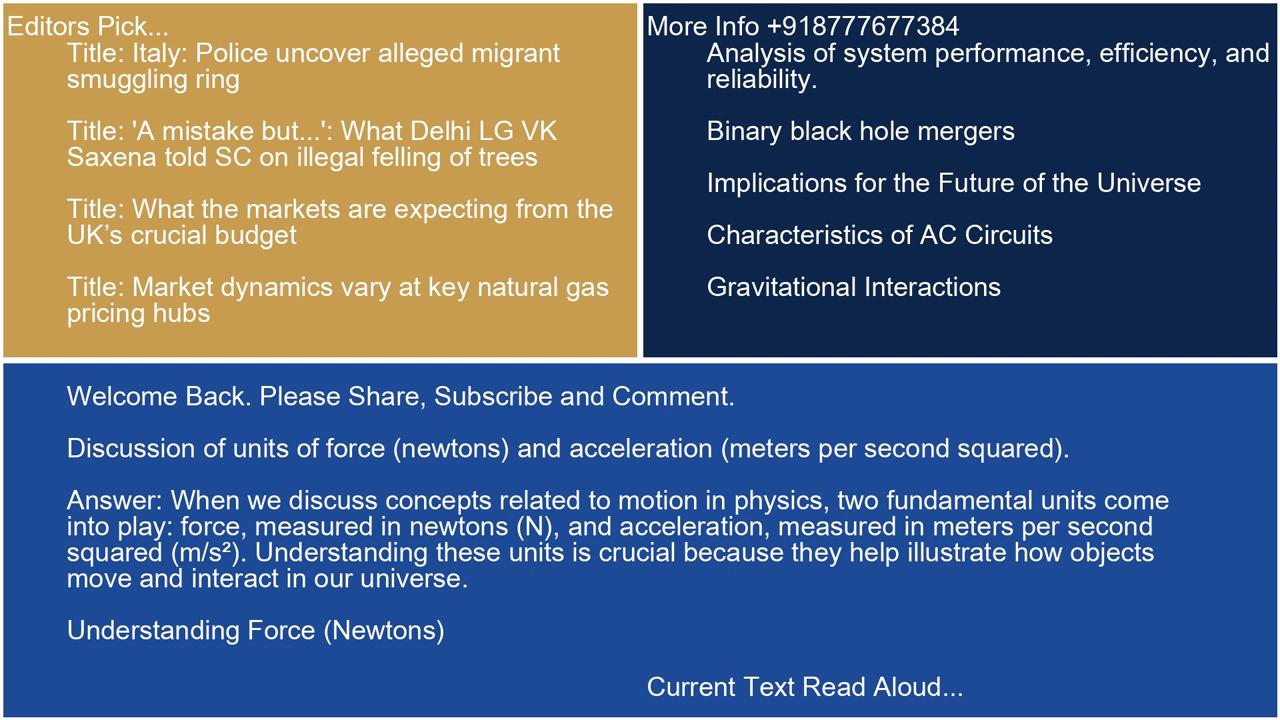 Editors Pick...
Title: Italy: Police uncover alleged migrant
smuggling ring
Title: 'A mistake but...': What Delhi LG VK
Saxena told SC on illegal felling of trees
Title: What the markets are expecting from the
UK’s crucial budget
Title: Market dynamics vary at key natural gas
pricing hubs
More Info +918777677384
Analysis of system performance, efficiency, and
reliability.
Binary black hole mergers
Implications for the Future of the Universe
Characteristics of AC Circuits
Gravitational Interactions
Welcome Back. Please Share, Subscribe and Comment.
Discussion of units of force (newtons) and acceleration (meters per second squared).
Answer: When we discuss concepts related to motion in physics, two fundamental units come
into play: force, measured in newtons (N), and acceleration, measured in meters per second
squared (m/s²). Understanding these units is crucial because they help illustrate how objects
move and interact in our universe.
Understanding Force (Newtons)
Current Text Read Aloud...